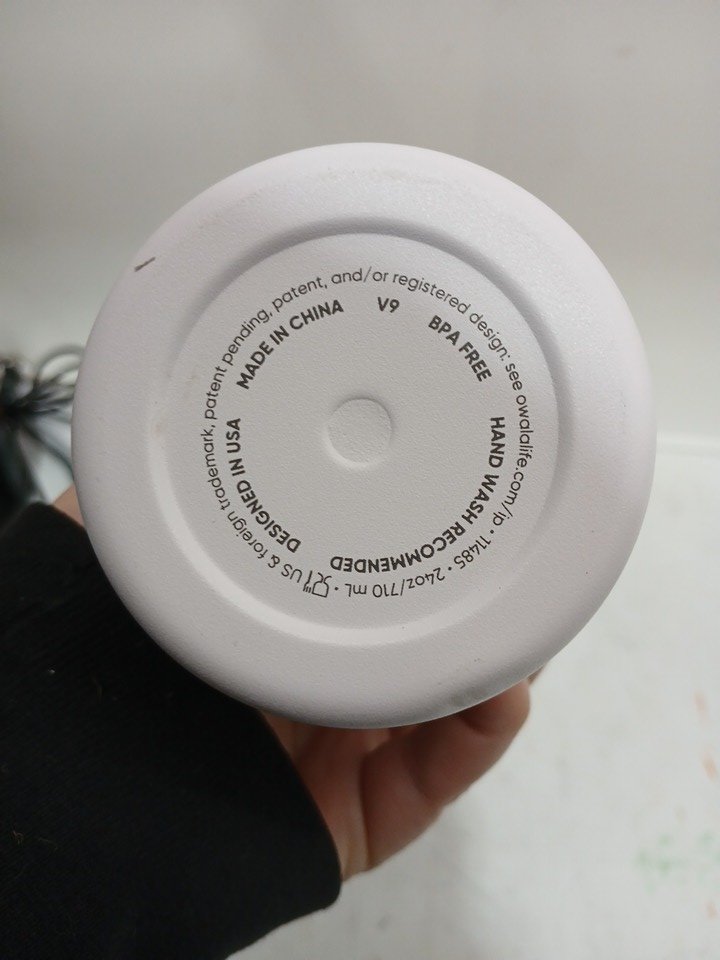 US & foreign trademark, patent pending, patent, and/or registered design: see owalalife.com/ip • 11485 • 24oz/710 mL •
DESIGNED IN USA
MADE IN CHINA
V9
BPA FREE
HAND WASH RECOMMENDED